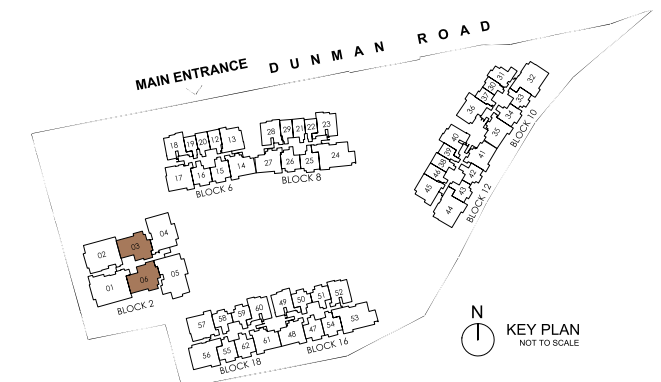 DUNMAN ROAD
MAIN ENTRANCE
18 19 20 12 13
17 16 15 14
BLOCK 6
28 29 21 22 23
27 26 25 24
BLOCK 8
31 32
30
37 33
36 34
35
BLOCK 10
40 41
39
38 42
46 43
45 44
BLOCK 12
02 03 04
01 06 05
BLOCK 2
57 58 59 60
56 55 62 61
BLOCK 18
49 50 51 52
48 47 54 53
BLOCK 16
N
KEY PLAN
NOT TO SCALE